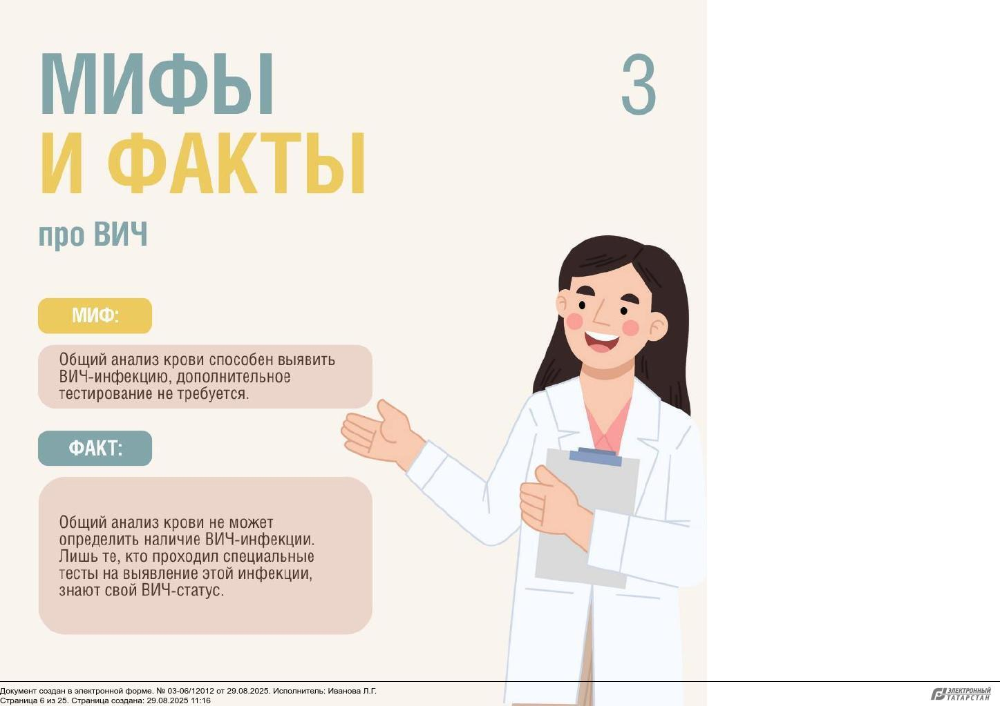 МИФЫ
И ФАКТЫ
про ВИЧ
3
МИФ:
Общий анализ крови способен выявить
ВИЧ-инфекцию, дополнительное
тестирование не требуется.
ФАКТ:
Общий анализ крови не может
определить наличие ВИЧ-инфекции.
Лишь те, кто проходил специальные
тесты на выявление этой инфекции,
знают свой ВИЧ-статус.
Документ создан в электронной форме. № 03-06/12012 от 29.08.2025. Исполнитель: Иванова Л.Г.
Страница 6 из 25. Страница создана: 29.08.2025 11:16
ЭЛЕКТРОННЫЙ
ТАТАРСТАН